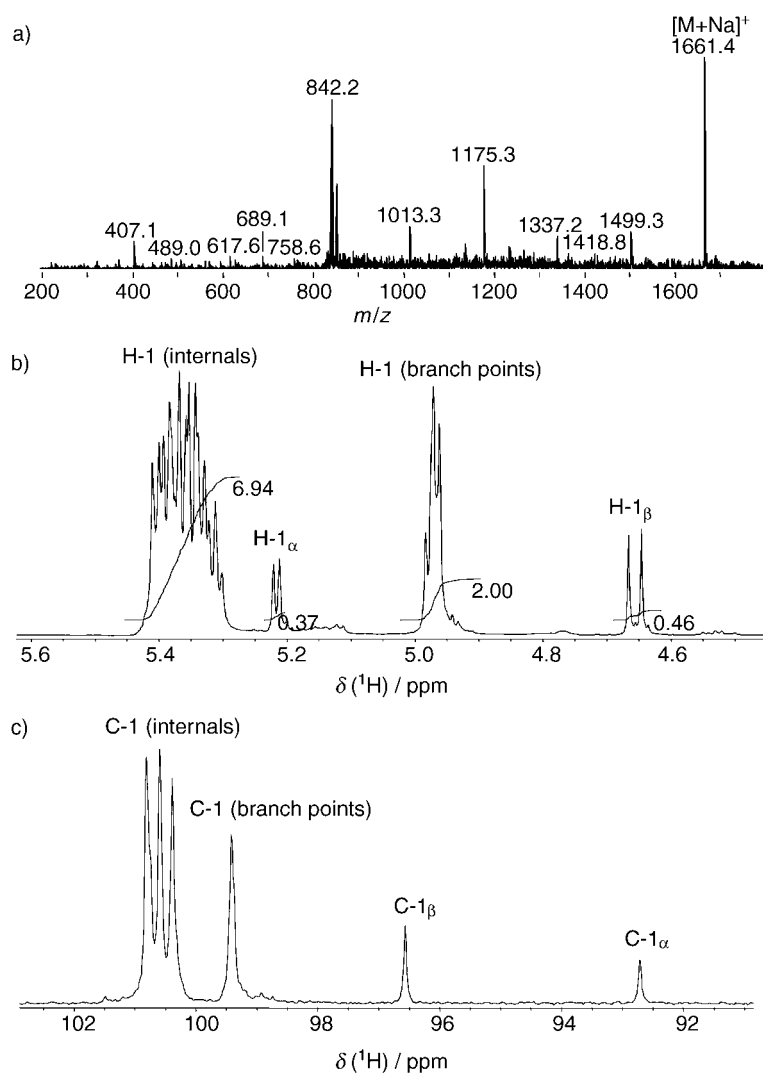 a)
[M+Na]+
1661.4
842.2
1175.3
1013.3
1337.2
1499.3
1418.8
407.1
489.0
617.6
689.1
758.6
200 400 600 800 1000 1200 1400 1600
m/z
b)
H-1 (internals)
H-1 (branch points)
6.94
H-1α
0.37
2.00
H-1β
0.46
5.6 5.4 5.2 5.0 4.8 4.6
δ (¹H) / ppm
c)
C-1 (internals)
C-1 (branch points)
C-1β
C-1α
102 100 98 96 94 92
δ (¹H) / ppm